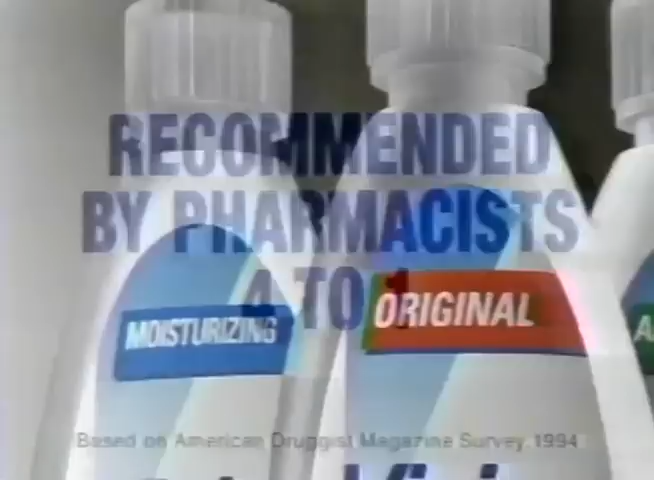 RECOMMENDED
BY PHARMACISTS
4 TO 1
MOISTURIZING
ORIGINAL
Based on American Druggist Magazine Survey, 1994